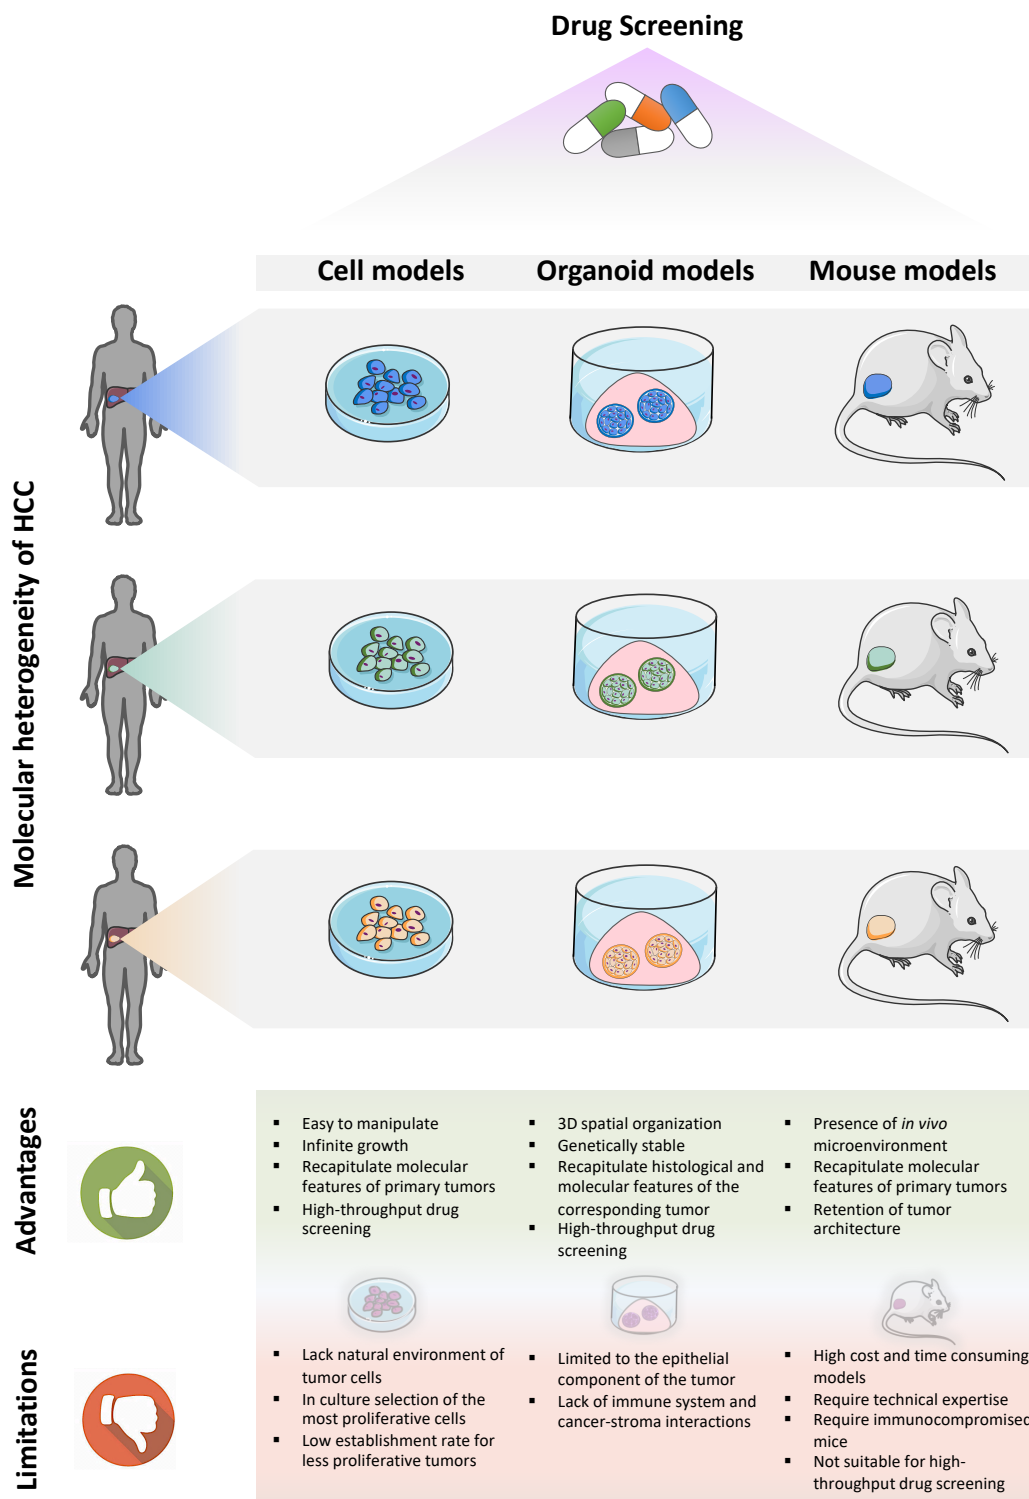 Drug Screening
Cell models
Organoid models
Mouse models
Molecular heterogeneity of HCC
Advantages
▪ Easy to manipulate
▪ Infinite growth
▪ Recapitulate molecular
features of primary tumors
▪ High-throughput drug
screening
▪ 3D spatial organization
▪ Genetically stable
▪ Recapitulate histological and
molecular features of the
corresponding tumor
▪ High-throughput drug
screening
▪ Presence of in vivo
microenvironment
▪ Recapitulate molecular
features of primary tumors
▪ Retention of tumor
architecture
Limitations
▪ Lack natural environment of
tumor cells
▪ In culture selection of the
most proliferative cells
▪ Low establishment rate for
less proliferative tumors
▪ Limited to the epithelial
component of the tumor
▪ Lack of immune system and
cancer-stroma interactions
▪ High cost and time consuming
models
▪ Require technical expertise
▪ Require immunocompromised
mice
▪ Not suitable for high-
throughput drug screening